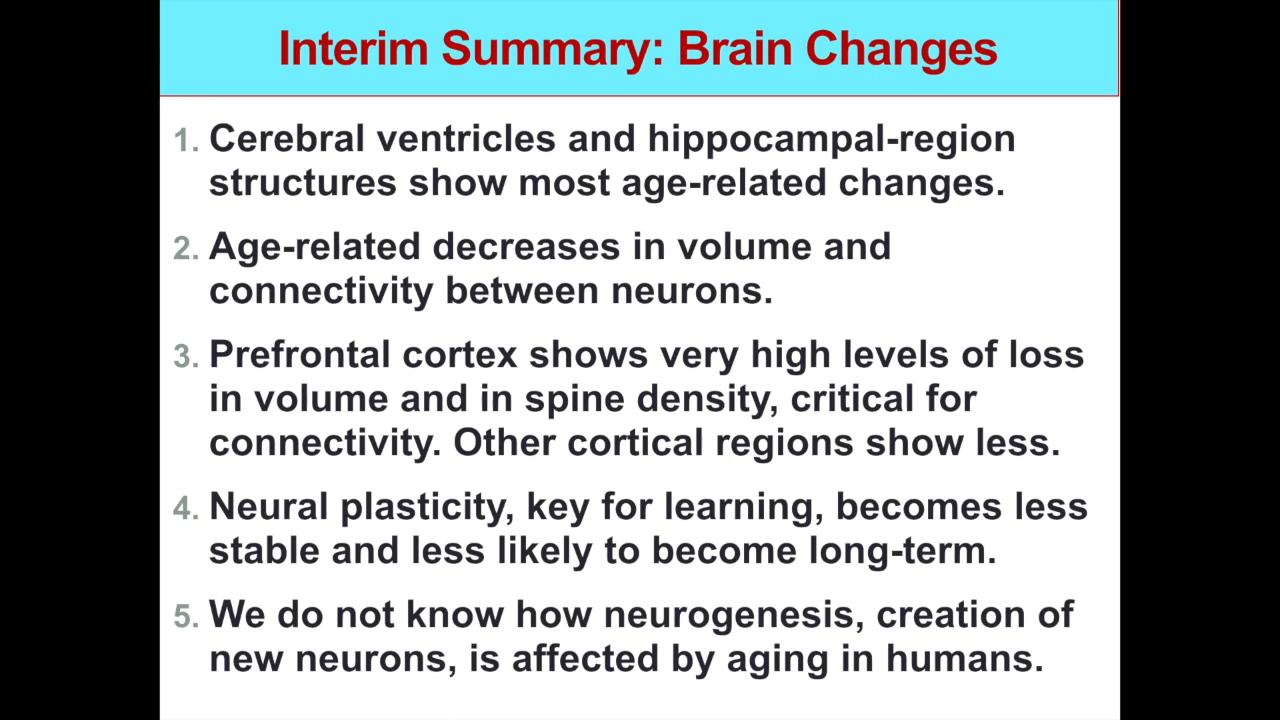 Interim Summary: Brain Changes
1. Cerebral ventricles and hippocampal-region
structures show most age-related changes.
2. Age-related decreases in volume and
connectivity between neurons.
3. Prefrontal cortex shows very high levels of loss
in volume and in spine density, critical for
connectivity. Other cortical regions show less.
4. Neural plasticity, key for learning, becomes less
stable and less likely to become long-term.
5. We do not know how neurogenesis, creation of
new neurons, is affected by aging in humans.